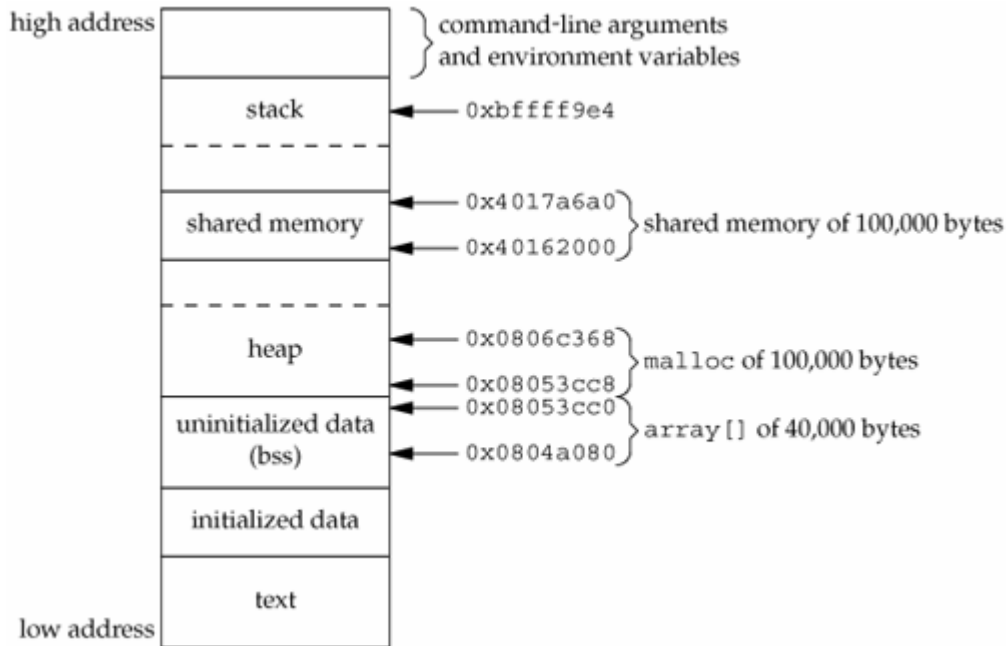 high address
command-line arguments
and environment variables
stack
0xbffff9e4
0x4017a6a0
shared memory
shared memory of 100,000 bytes
0x40162000
0x0806c368
heap
malloc of 100,000 bytes
0x08053cc8
0x08053cc0
uninitialized data
(bss)
array[] of 40,000 bytes
0x0804a080
initialized data
text
low address